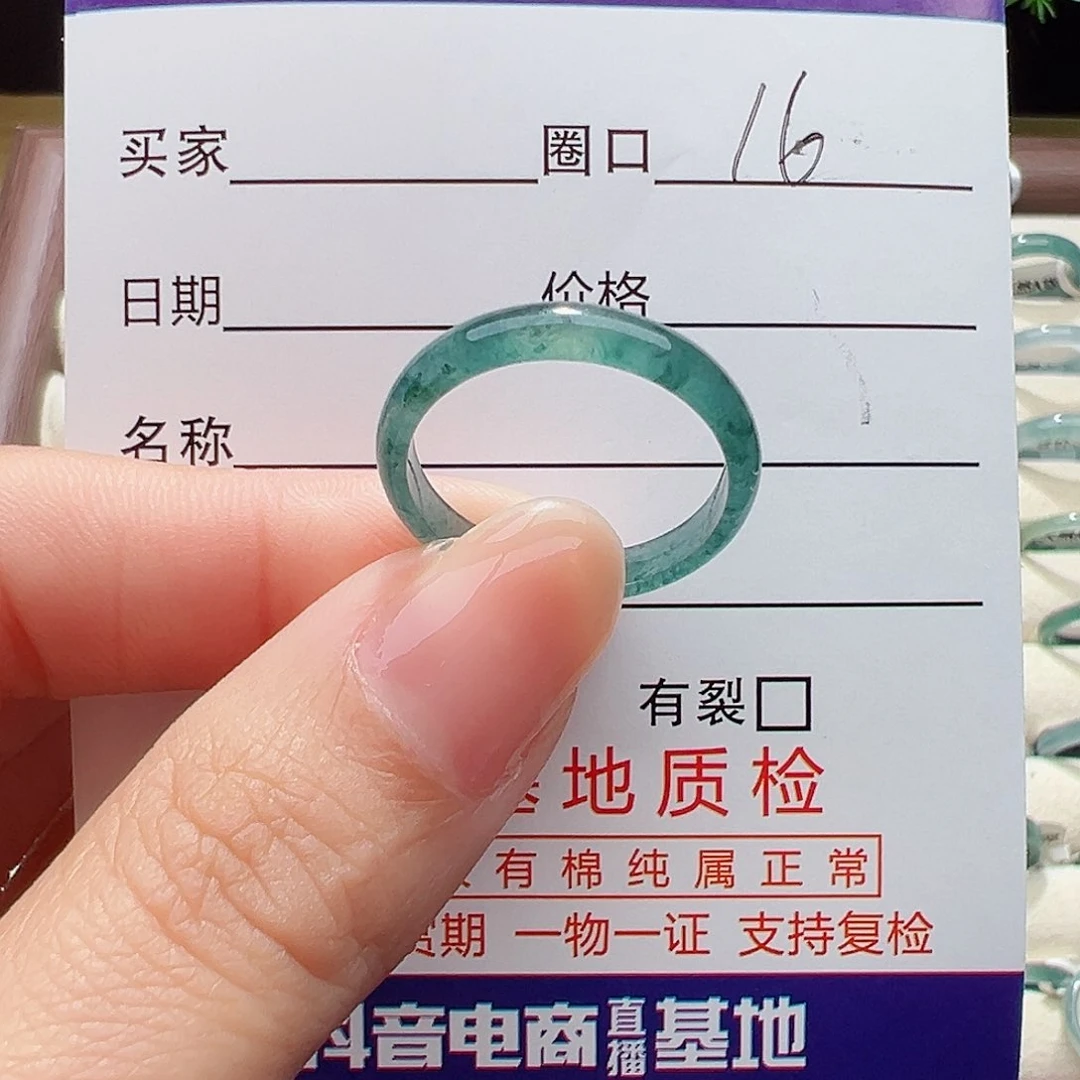 买家 圈口 16
日期 价格
名称
有裂
地质检
有棉纯属正常
期 一物一证 支持复检
抖音电商直播基地